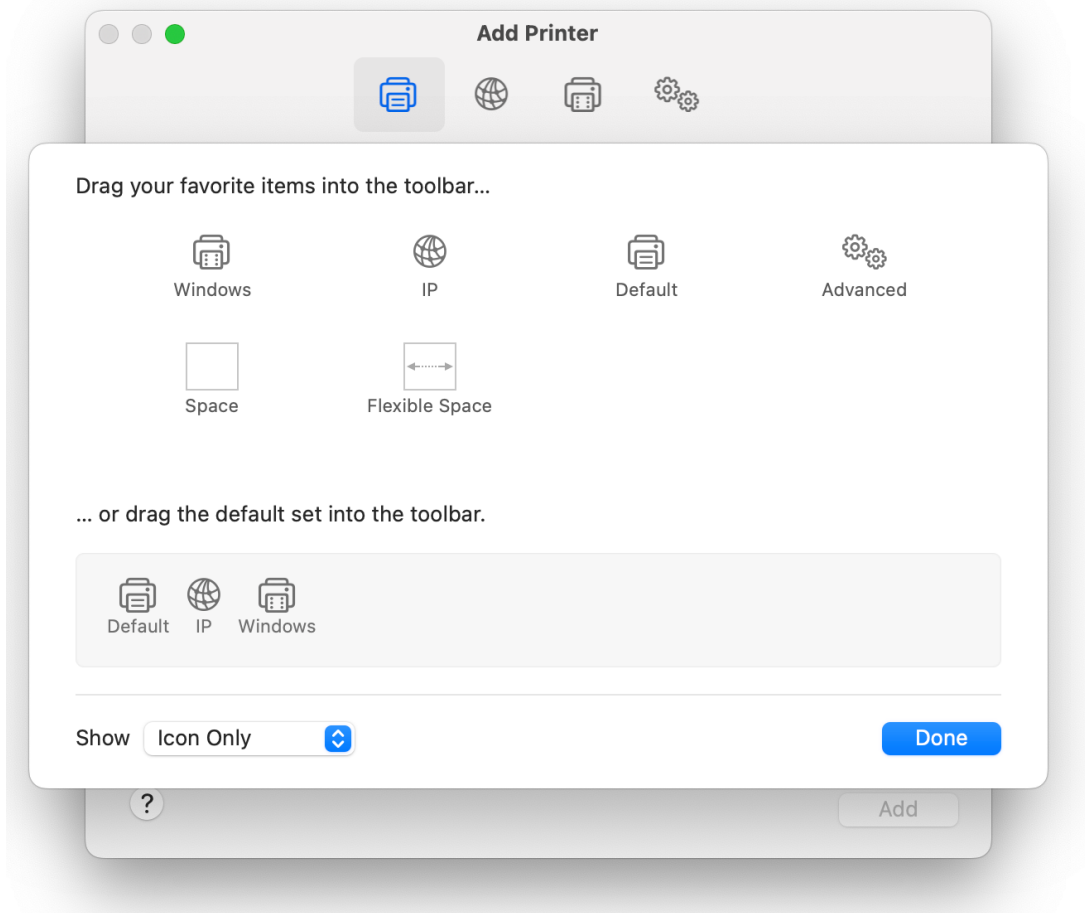 Add Printer
Drag your favorite items into the toolbar...
Windows
IP
Default
Advanced
Space
Flexible Space
... or drag the default set into the toolbar.
Default IP Windows
Show Icon Only
Done
?
Add